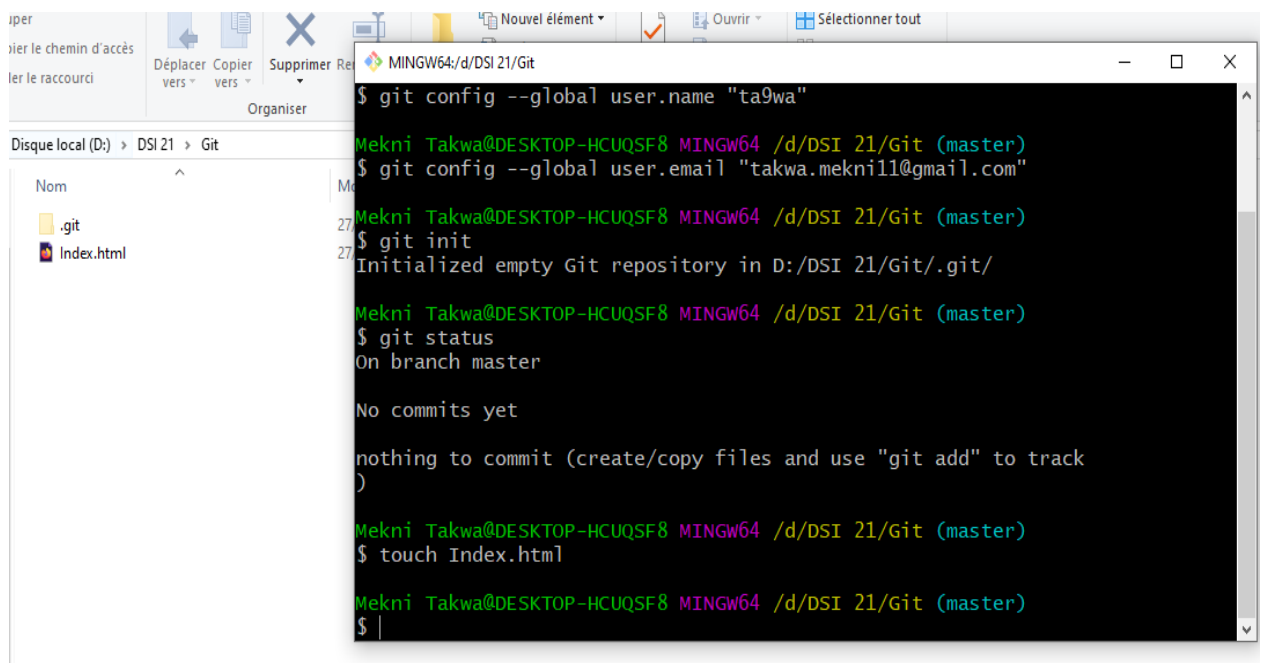 Nouvel élément
Ouvrir
Sélectionner tout
le chemin d'accès
le raccourci
Déplacer Copier Supprimer
vers vers
Organiser
Disque local (D:) > DSI 21 > Git
Nom
.git
27/
Index.html
27/
MINGW64:/d/DSI 21/Git
$ git config --global user.name "ta9wa"
Mekni Takwa@DESKTOP-HCUQSF8 MINGW64 /d/DSI 21/Git (master)
$ git config --global user.email "takwa.mekni11@gmail.com"
Mekni Takwa@DESKTOP-HCUQSF8 MINGW64 /d/DSI 21/Git (master)
$ git init
Initialized empty Git repository in D:/DSI 21/Git/.git/
Mekni Takwa@DESKTOP-HCUQSF8 MINGW64 /d/DSI 21/Git (master)
$ git status
On branch master
No commits yet
nothing to commit (create/copy files and use "git add" to track
)
Mekni Takwa@DESKTOP-HCUQSF8 MINGW64 /d/DSI 21/Git (master)
$ touch Index.html
Mekni Takwa@DESKTOP-HCUQSF8 MINGW64 /d/DSI 21/Git (master)
$